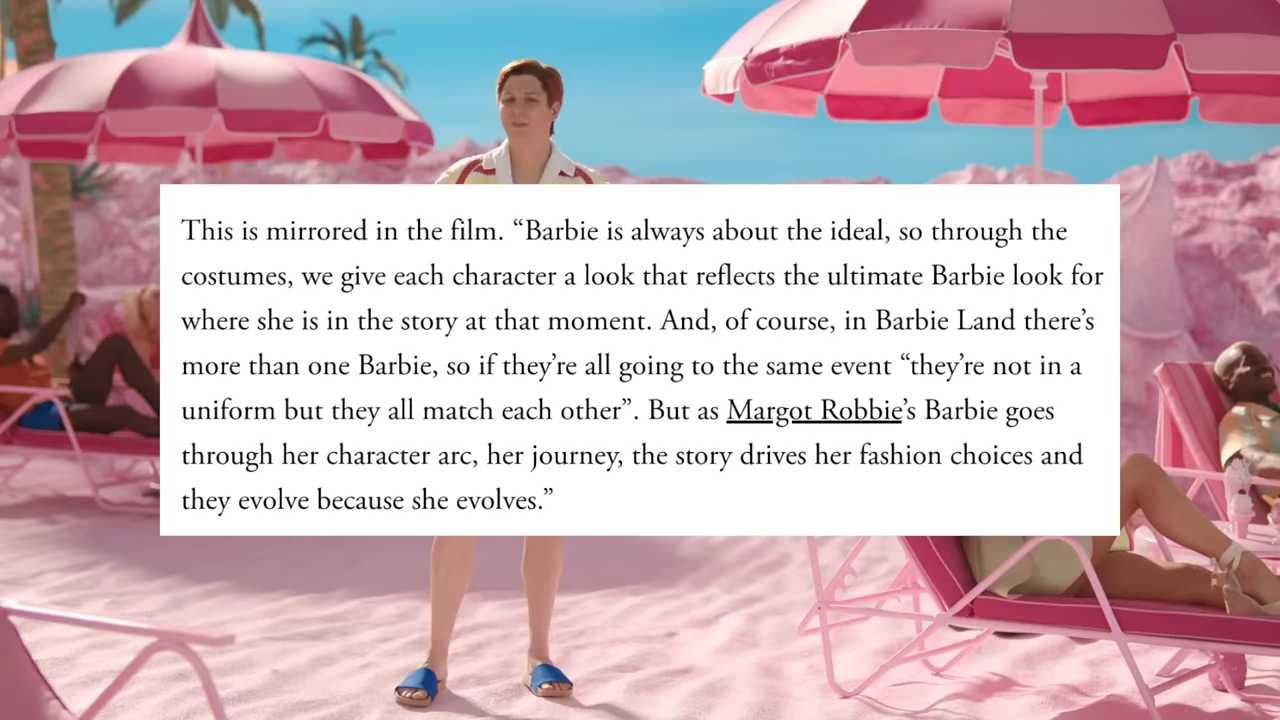 This is mirrored in the film. “Barbie is always about the ideal, so through the
costumes, we give each character a look that reflects the ultimate Barbie look for
where she is in the story at that moment. And, of course, in Barbie Land there’s
more than one Barbie, so if they’re all going to the same event “they’re not in a
uniform but they all match each other”. But as Margot Robbie’s Barbie goes
through her character arc, her journey, the story drives her fashion choices and
they evolve because she evolves.”